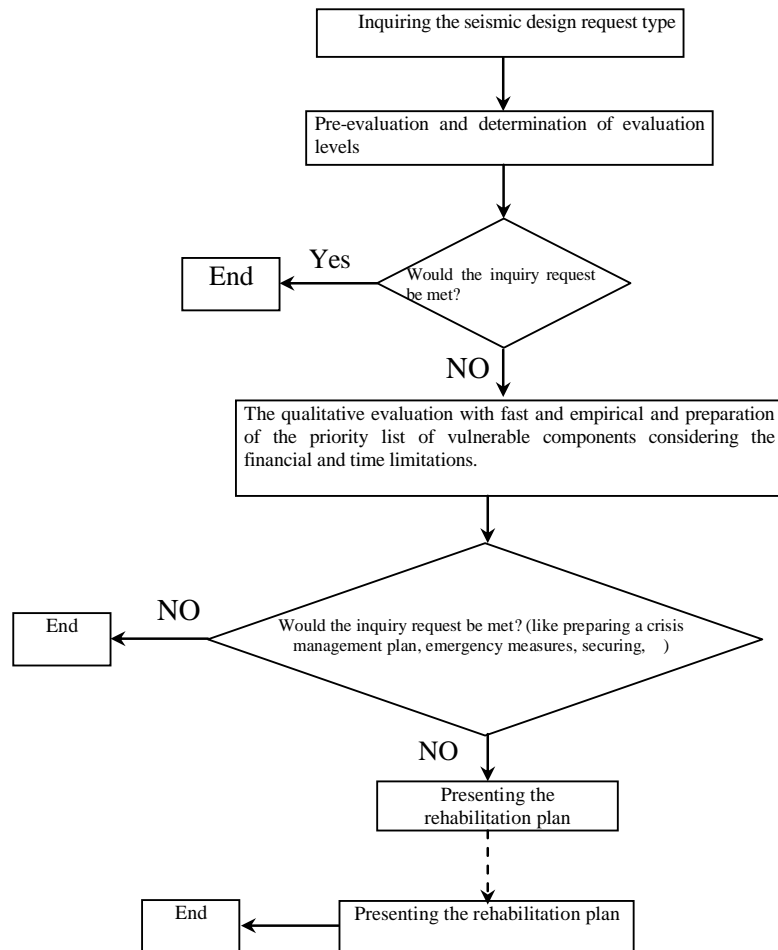 Inquiring the seismic design request type
Pre-evaluation and determination of evaluation
levels
Would the inquiry request
be met?
Yes
End
NO
The qualitative evaluation with fast and empirical and preparation
of the priority list of vulnerable components considering the
financial and time limitations.
Would the inquiry request be met? (like preparing a crisis
management plan, emergency measures, securing, )
NO
End
NO
Presenting the
rehabilitation plan
Presenting the rehabilitation plan
End